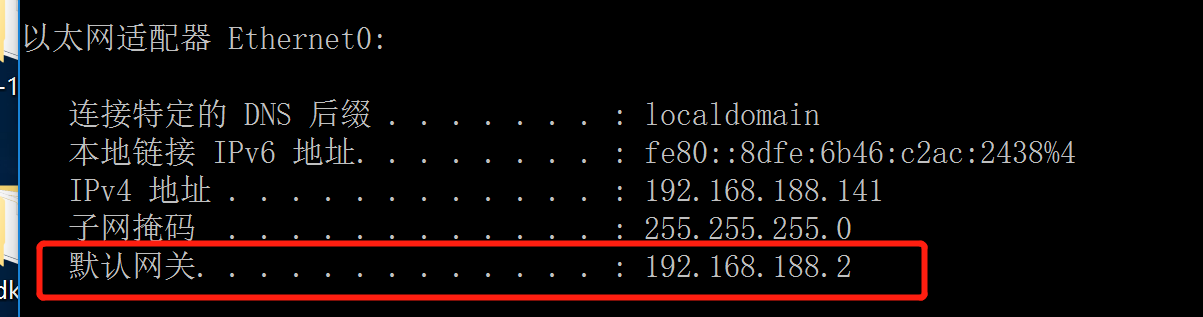 以太网适配器 Ethernet0:
连接特定的 DNS 后缀 . . . . . . . : localdomain
本地链接 IPv6 地址. . . . . . . . : fe80::8dfe:6b46:c2ac:2438%4
IPv4 地址 . . . . . . . . . . . . : 192.168.188.141
子网掩码  . . . . . . . . . . . . : 255.255.255.0
默认网关. . . . . . . . . . . . . : 192.168.188.2
-1
dk